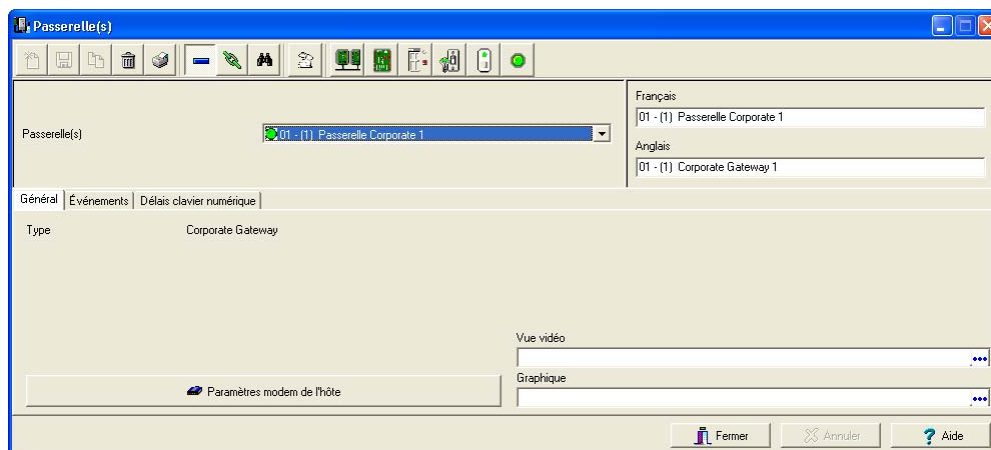 Passerelle(s)
Passerelle(s)
01 - (1) Passerelle Corporate 1
Français
01 - (1) Passerelle Corporate 1
Anglais
01 - (1) Corporate Gateway 1
Général
Événements
Délais clavier numérique
Type
Corporate Gateway
Vue vidéo
Graphique
Paramètres modem de l'hôte
Fermer
Annuler
Aide